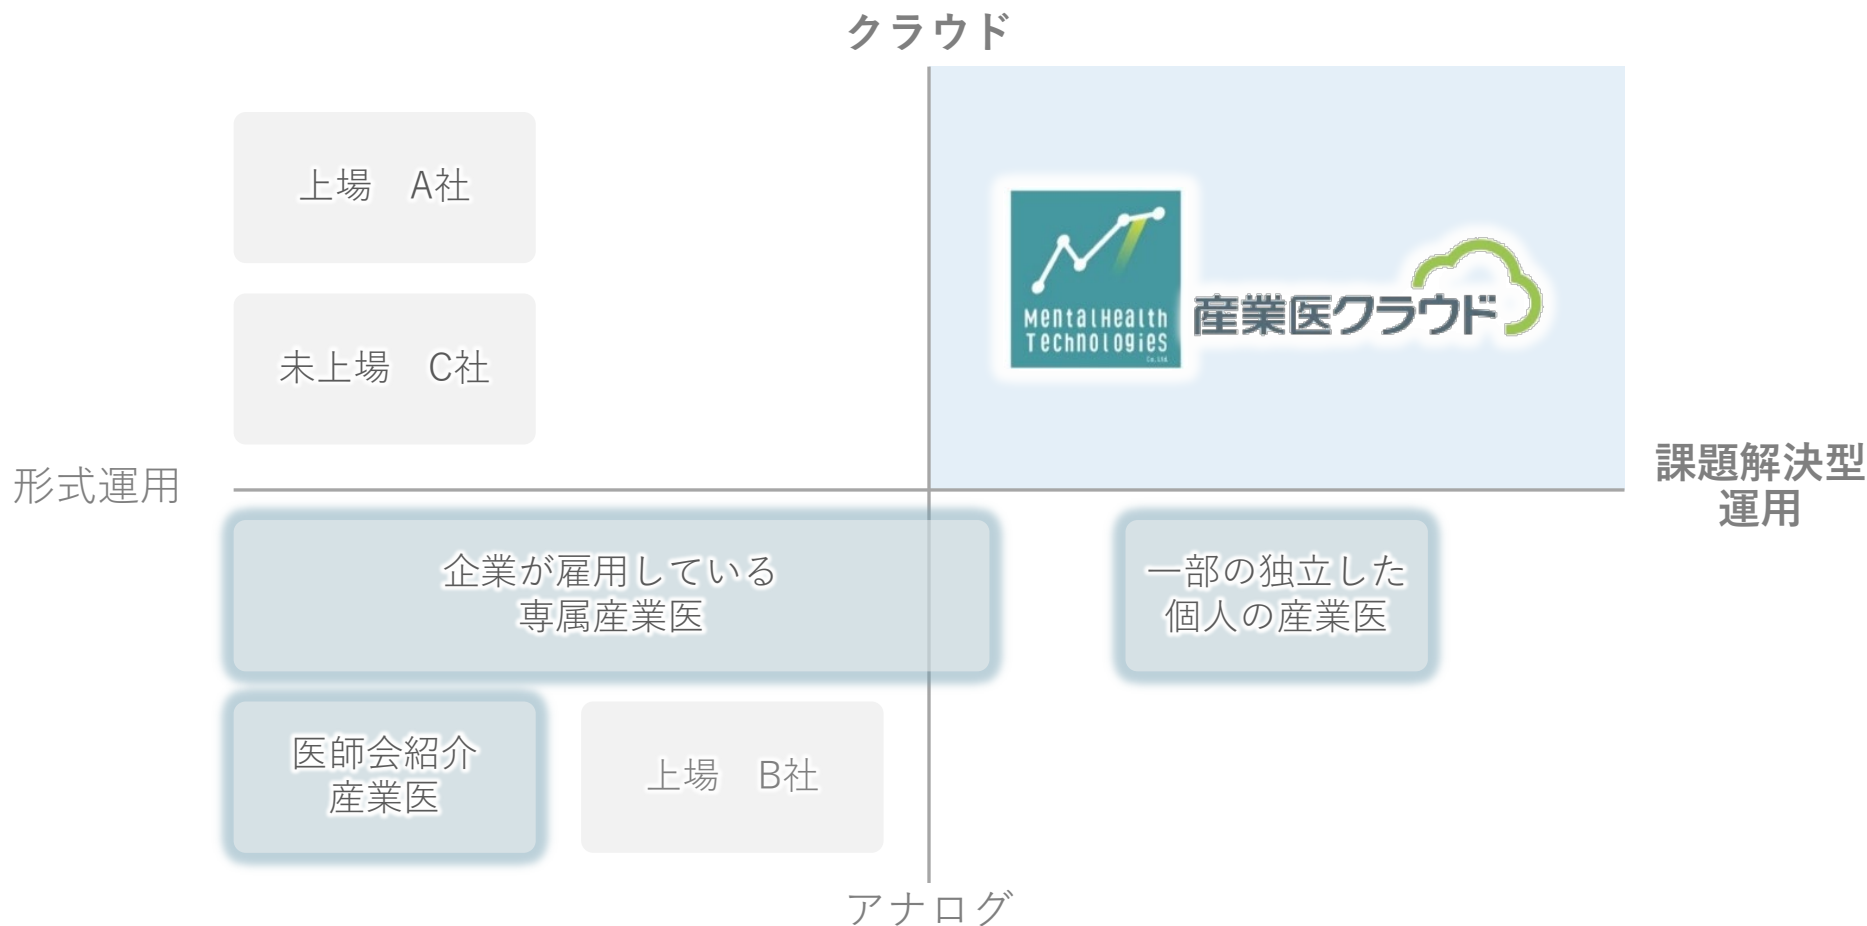 クラウド
上場　A社
未上場　C社
MentalHealth
Technologies
Co.,Ltd.
産業医クラウド
形式運用
課題解決型
運用
企業が雇用している
専属産業医
一部の独立した
個人の産業医
医師会紹介
産業医
上場　B社
アナログ